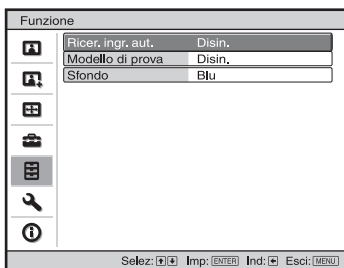 Funzione
Ricer. ingr. aut. Disin.
Modello di prova Disin.
Sfondo Blu
Selez: Imp: ENTER Ind: Esci: MENU